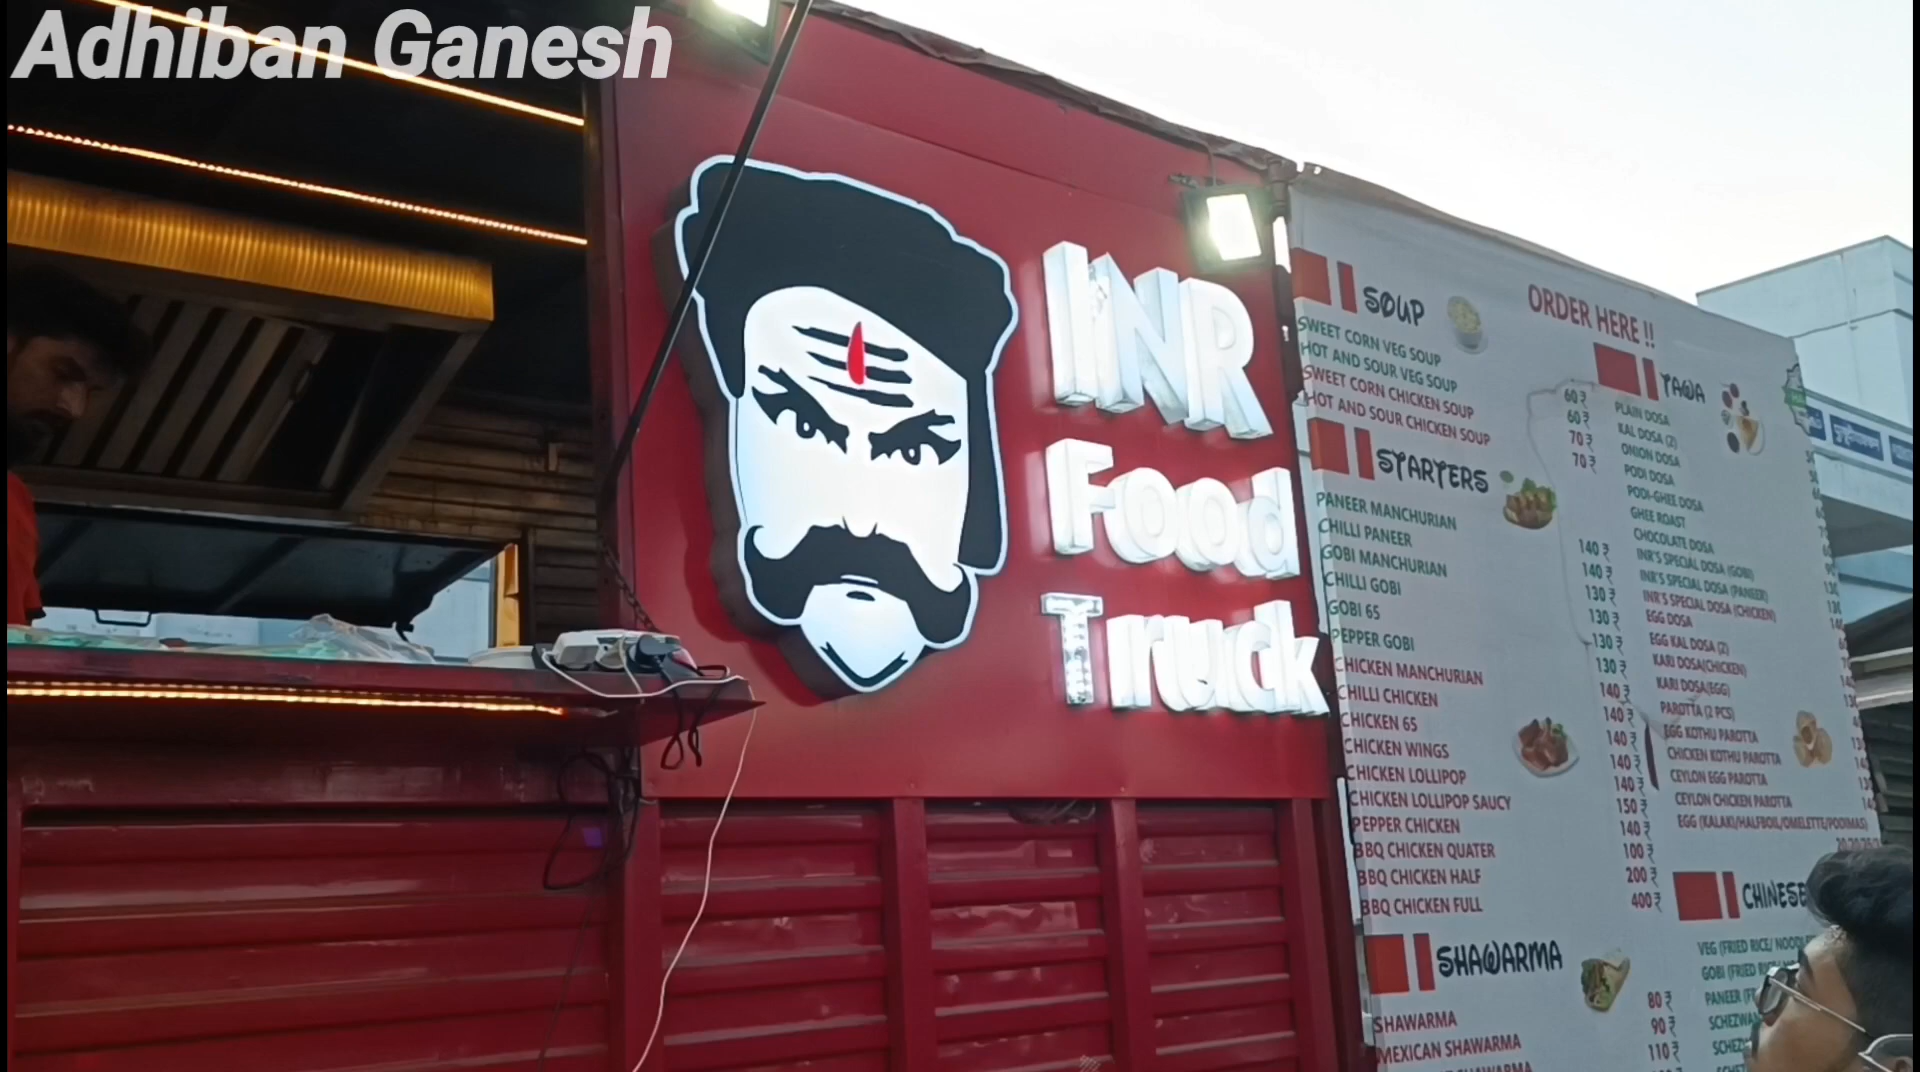 Adhiban Ganesh
INR
Food
Truck
ORDER HERE !!
SOUP
SWEET CORN VEG SOUP 60 ₹
HOT AND SOUR VEG SOUP 60 ₹
SWEET CORN CHICKEN SOUP 70 ₹
HOT AND SOUR CHICKEN SOUP 70 ₹
STARTERS
PANEER MANCHURIAN 140 ₹
CHILLI PANEER 140 ₹
GOBI MANCHURIAN 130 ₹
CHILLI GOBI 130 ₹
GOBI 65 130 ₹
PEPPER GOBI 130 ₹
CHICKEN MANCHURIAN 140 ₹
CHILLI CHICKEN 140 ₹
CHICKEN 65 140 ₹
CHICKEN WINGS 140 ₹
CHICKEN LOLLIPOP 140 ₹
CHICKEN LOLLIPOP SAUCY 150 ₹
PEPPER CHICKEN 140 ₹
BBQ CHICKEN QUATER 100 ₹
BBQ CHICKEN HALF 200 ₹
BBQ CHICKEN FULL 400 ₹
SHAWARMA
SHAWARMA 80 ₹
MEXICAN SHAWARMA 90 ₹
SHAWARMA 110 ₹
TAWA
PLAIN DOSA
KAL DOSA (2)
ONION DOSA
PODI DOSA
PODI-GHEE DOSA
GHEE ROAST
CHOCOLATE DOSA
INR'S SPECIAL DOSA (GOBI)
INR'S SPECIAL DOSA (PANEER)
INR'S SPECIAL DOSA (CHICKEN)
EGG DOSA
EGG KAL DOSA (2)
KARI DOSA(CHICKEN)
KARI DOSA(EGG)
PAROTTA (2 PCS)
EGG KOTHU PAROTTA
CHICKEN KOTHU PAROTTA
CEYLON EGG PAROTTA
CEYLON CHICKEN PAROTTA
EGG (KALAKI/HALFBOIL/OMELETTE/PODIMAS)
CHINESE
VEG (FRIED RICE/
GOBI (FRIED
PANEER